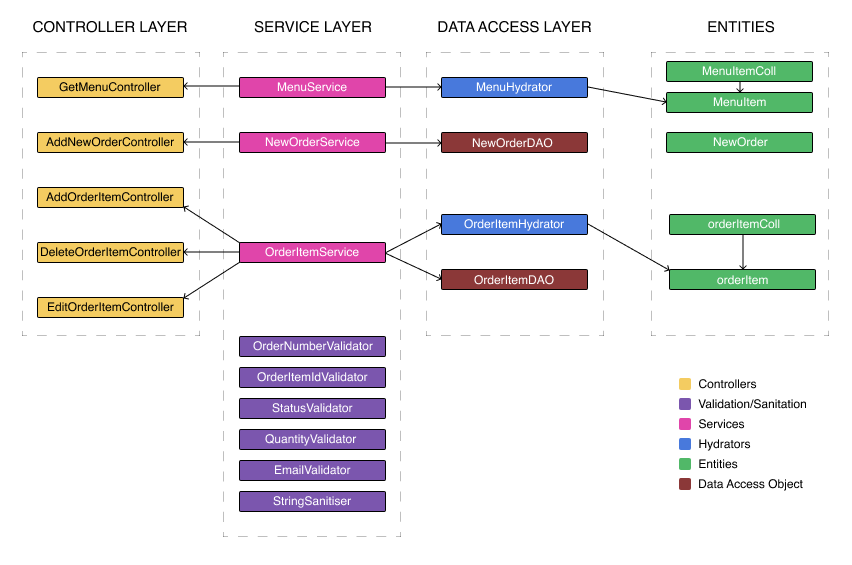 CONTROLLER LAYER
SERVICE LAYER
DATA ACCESS LAYER
ENTITIES
GetMenuController
MenuService
MenuHydrator
MenuItemColl
MenuItem
AddNewOrderController
NewOrderService
NewOrderDAO
NewOrder
AddOrderItemController
OrderItemHydrator
orderItemColl
DeleteOrderItemController
OrderItemService
OrderItemDAO
orderItem
EditOrderItemController
OrderNumberValidator
OrderItemIdValidator
StatusValidator
QuantityValidator
EmailValidator
StringSanitiser
Controllers
Validation/Sanitation
Services
Hydrators
Entities
Data Access Object